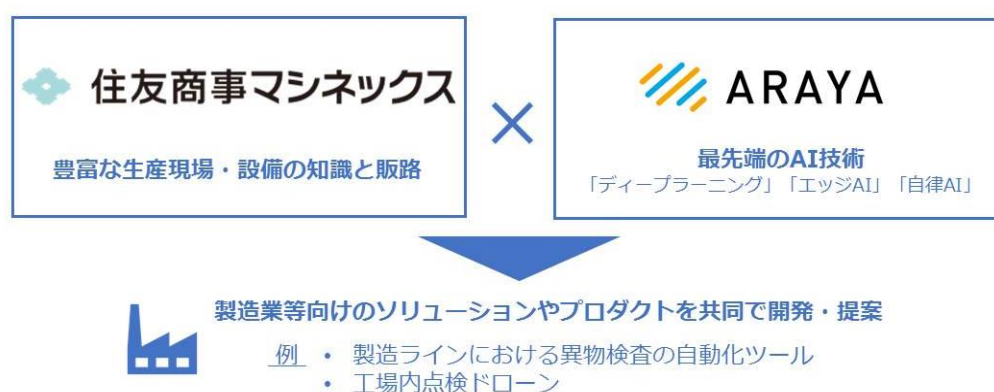 住友商事マシネックス
豊富な生産現場・設備の知識と販路
×
ARAYA
最先端のAI技術
「ディープラーニング」「エッジAI」「自律AI」
製造業等向けのソリューションやプロダクトを共同で開発・提案
例 • 製造ラインにおける異物検査の自動化ツール
• 工場内点検ドローン